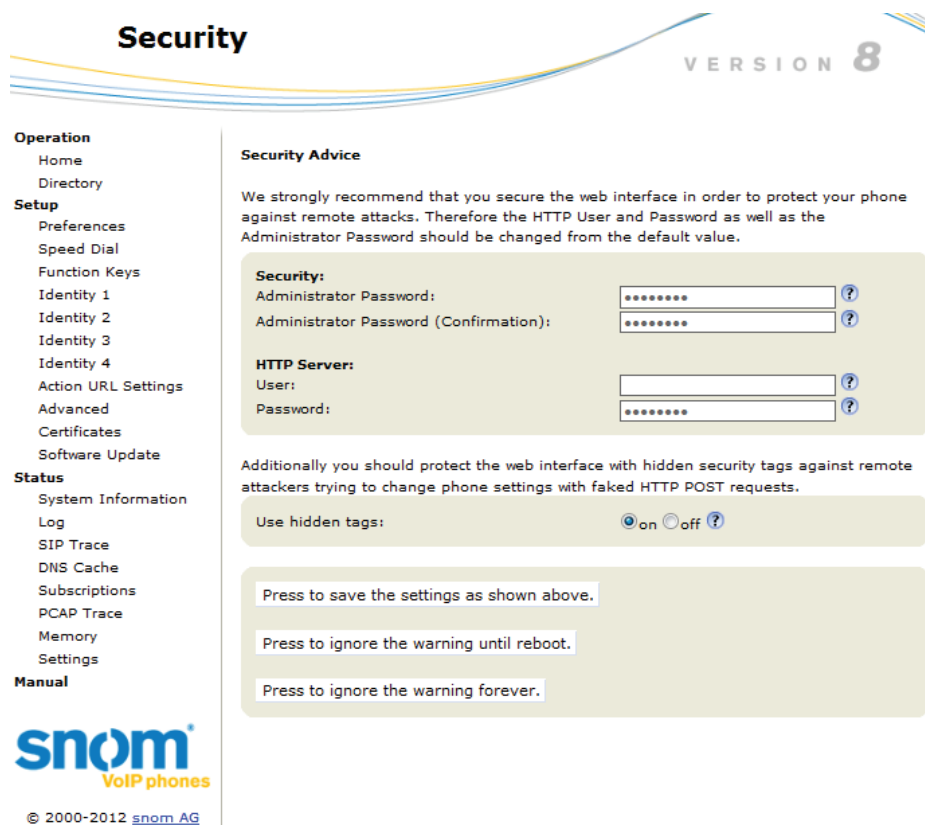 Security
VERSION 8
Operation
Home
Directory
Setup
Preferences
Speed Dial
Function Keys
Identity 1
Identity 2
Identity 3
Identity 4
Action URL Settings
Advanced
Certificates
Software Update
Status
System Information
Log
SIP Trace
DNS Cache
Subscriptions
PCAP Trace
Memory
Settings
Manual
snom
VoIP phones
© 2000-2012 snom AG
Security Advice
We strongly recommend that you secure the web interface in order to protect your phone
against remote attacks. Therefore the HTTP User and Password as well as the
Administrator Password should be changed from the default value.
Security:
Administrator Password: ●●●●●●●● ?
Administrator Password (Confirmation): ●●●●●●●● ?
HTTP Server:
User: ?
Password: ●●●●●●●● ?
Additionally you should protect the web interface with hidden security tags against remote
attackers trying to change phone settings with faked HTTP POST requests.
Use hidden tags: on off ?
Press to save the settings as shown above.
Press to ignore the warning until reboot.
Press to ignore the warning forever.